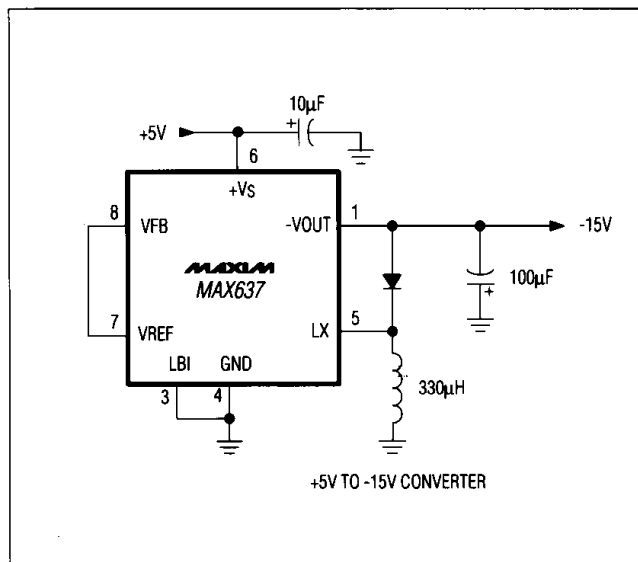 10µF
+5V
6
+VS
8
VFB
-VOUT
1
-15V
MAXIM
MAX637
100µF
7
VREF
LX
5
LBI
GND
3
4
330µH
+5V TO -15V CONVERTER